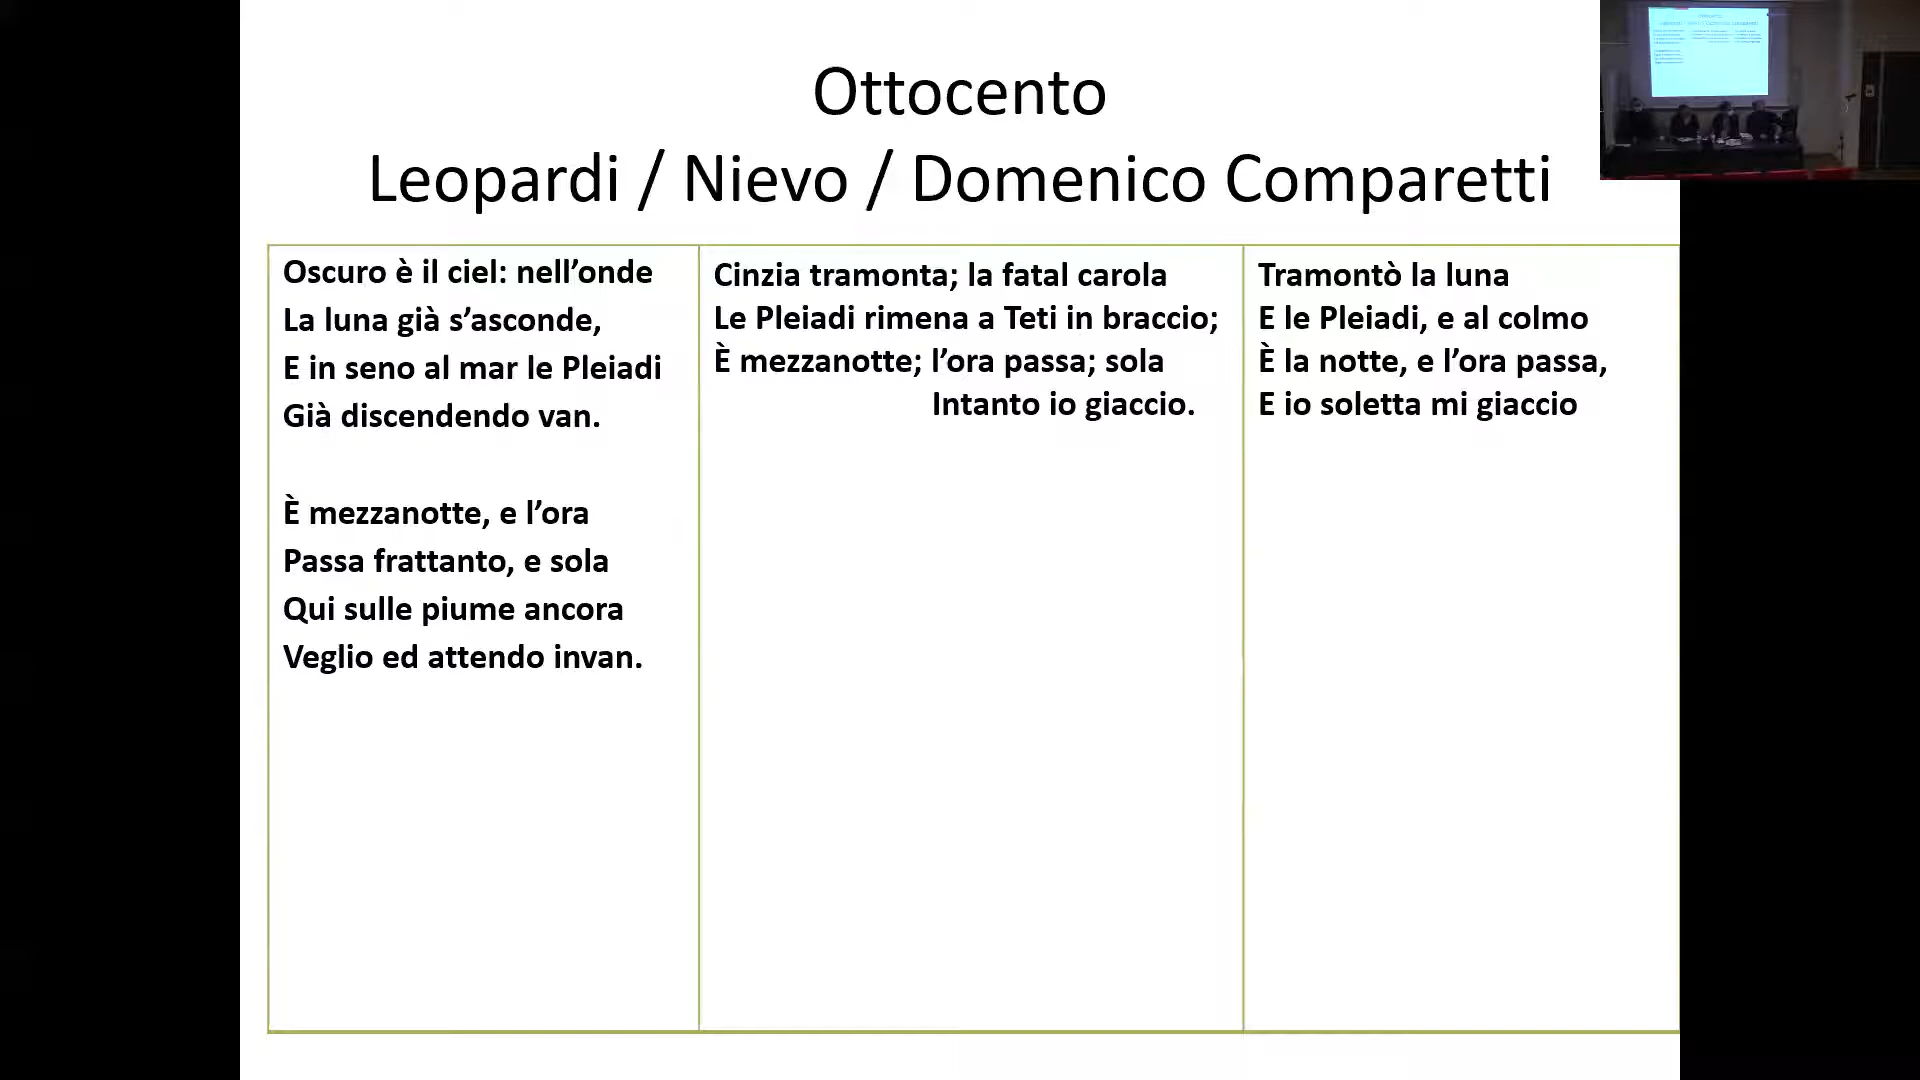 Ottocento
Leopardi / Nievo / Domenico Comparetti
Oscuro è il ciel: nell’onde
La luna già s’asconde,
E in seno al mar le Pleiadi
Già discendendo van.
È mezzanotte, e l’ora
Passa frattanto, e sola
Qui sulle piume ancora
Veglio ed attendo invan.
Cinzia tramonta; la fatal carola
Le Pleiadi rimena a Teti in braccio;
È mezzanotte; l’ora passa; sola
Intanto io giaccio.
Tramontò la luna
E le Pleiadi, e al colmo
È la notte, e l’ora passa,
E io soletta mi giaccio